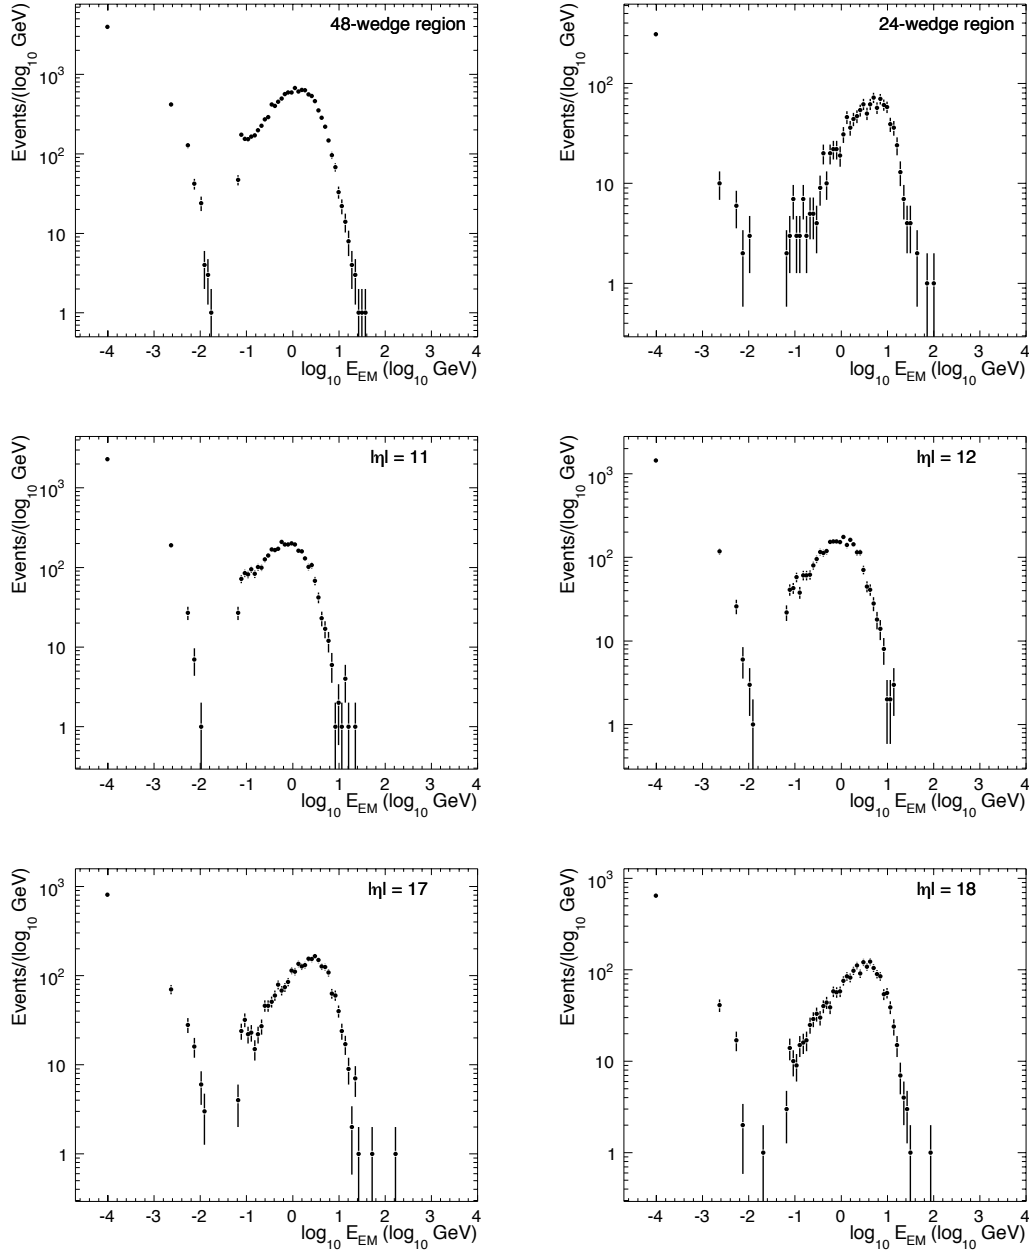 48-wedge region
Events/(log10 GeV)
10^3
10^2
10
1
-4 -3 -2 -1 0 1 2 3 4
log10 EEM (log10 GeV)
24-wedge region
Events/(log10 GeV)
10^2
10
1
-4 -3 -2 -1 0 1 2 3 4
log10 EEM (log10 GeV)
|η| = 11
Events/(log10 GeV)
10^3
10^2
10
1
-4 -3 -2 -1 0 1 2 3 4
log10 EEM (log10 GeV)
|η| = 12
Events/(log10 GeV)
10^3
10^2
10
1
-4 -3 -2 -1 0 1 2 3 4
log10 EEM (log10 GeV)
|η| = 17
Events/(log10 GeV)
10^3
10^2
10
1
-4 -3 -2 -1 0 1 2 3 4
log10 EEM (log10 GeV)
|η| = 18
Events/(log10 GeV)
10^3
10^2
10
1
-4 -3 -2 -1 0 1 2 3 4
log10 EEM (log10 GeV)